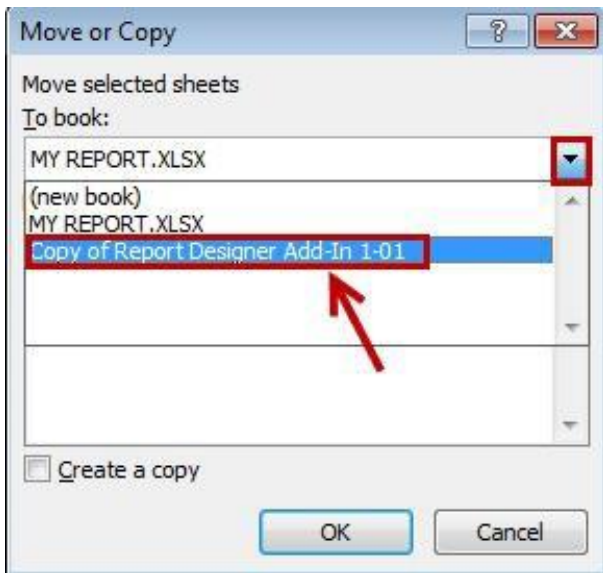 Move or Copy
Move selected sheets
To book:
MY REPORT.XLSX
(new book)
MY REPORT.XLSX
Copy of Report Designer Add-In 1-01
Create a copy
OK Cancel